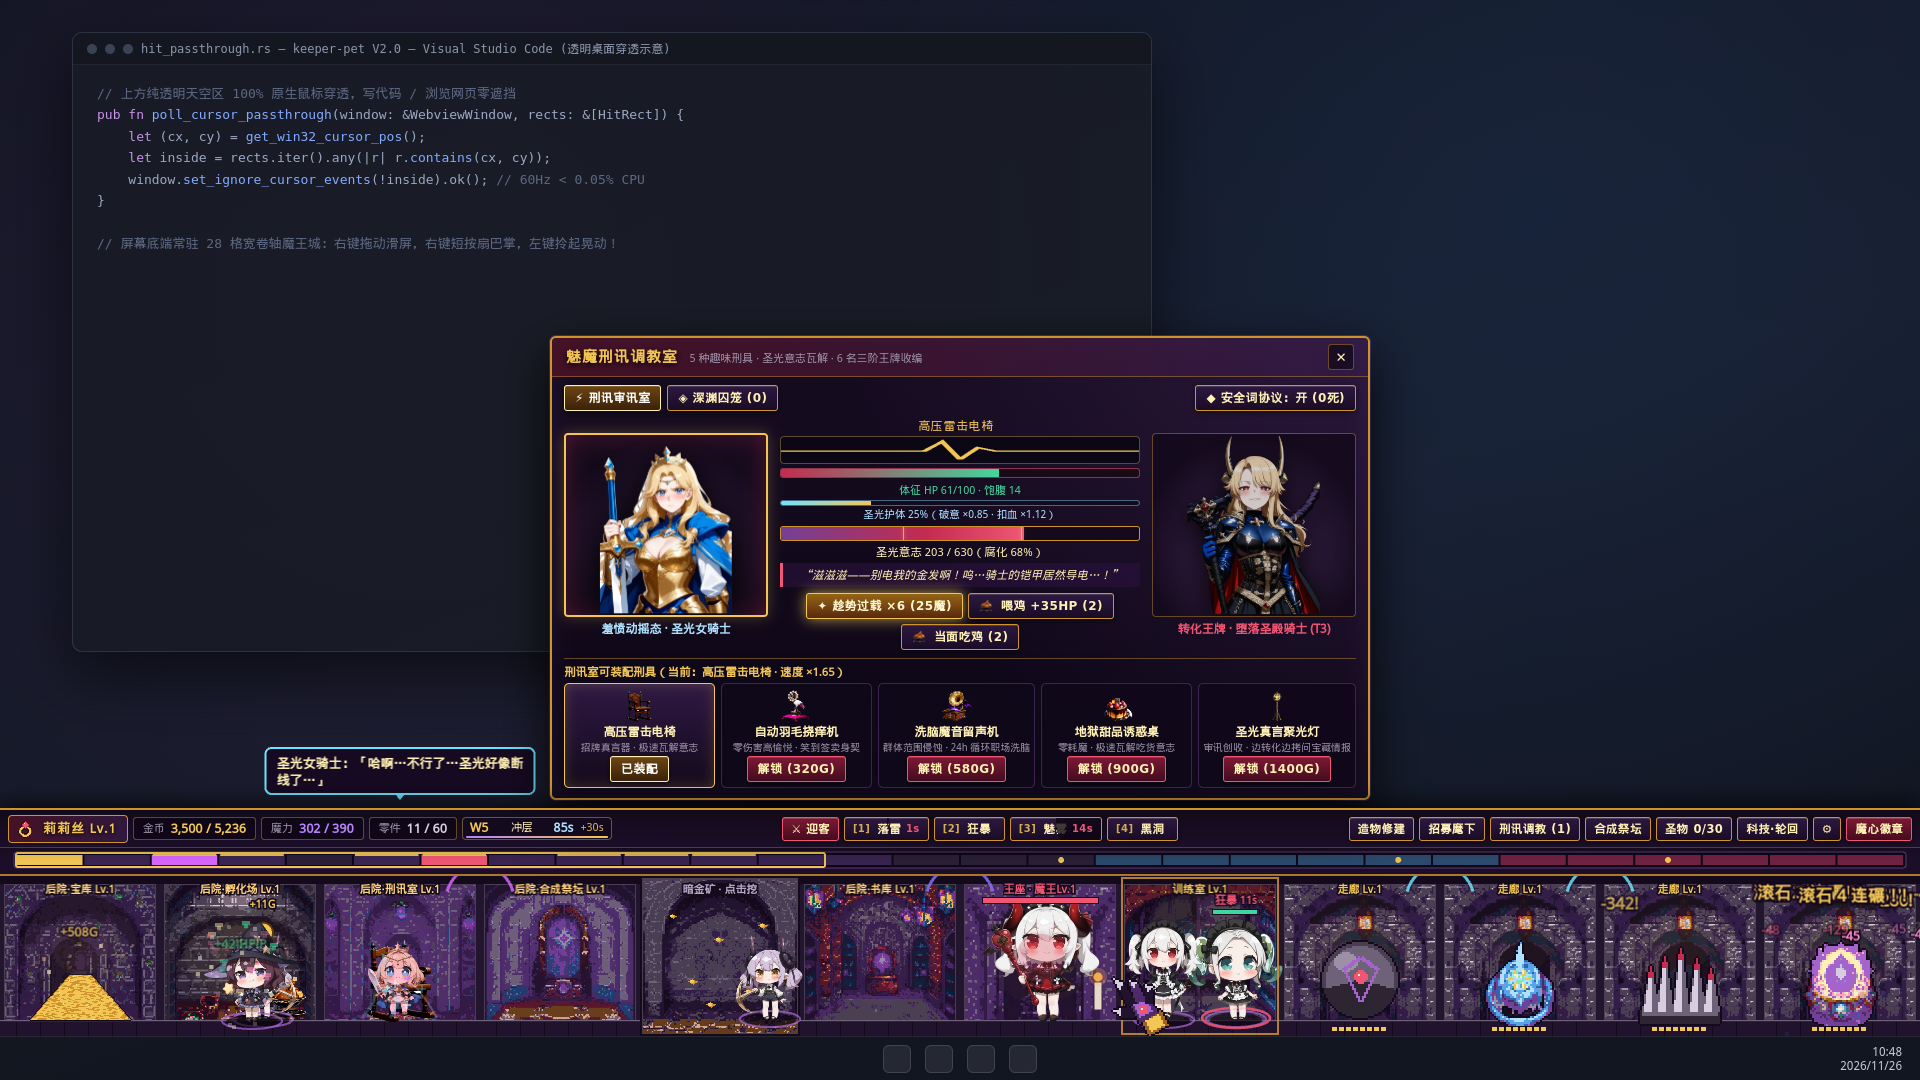 hit_passthrough.rs — keeper-pet V2.0 — Visual Studio Code (透明桌面穿透示意)
// 上方纯透明天空区 100% 原生鼠标穿透，写代码 / 浏览网页零遮挡
pub fn poll_cursor_passthrough(window: &WebviewWindow, rects: &[HitRect]) {
let (cx, cy) = get_win32_cursor_pos();
let inside = rects.iter().any(|r| r.contains(cx, cy));
window.set_ignore_cursor_events(!inside).ok(); // 60Hz < 0.05% CPU
}
// 屏幕底端常驻 28 格宽卷轴魔王城：右键拖动滑屏，右键短按扇巴掌，左键拎起晃动！
魅魔刑讯调教室 5 种趣味刑具 · 圣光意志瓦解 · 6 名三阶王牌收编 ✕
⚡ 刑讯审讯室 ◈ 深渊囚笼 (0) ◆ 安全词协议：开 (0死)
高压雷击电椅
体征 HP 61/100 · 饱腹 14
圣光护体 25%（破意 ×0.85 · 扣血 ×1.12）
圣光意志 203 / 630（腐化 68%）
“滋滋滋——别电我的金发啊！呜…骑士的铠甲居然导电…！”
✦ 趁势过载 ×6 (25魔) 喂鸡 +35HP (2)
当面吃鸡 (2)
羞愤动摇态 · 圣光女骑士
转化王牌 · 堕落圣殿骑士 (T3)
刑讯室可装配刑具（当前：高压雷击电椅 · 速度 ×1.65）
高压雷击电椅
招牌真言器 · 极速瓦解意志
已装配
自动羽毛挠痒机
零伤害高愉悦 · 笑到签卖身契
解锁 (320G)
洗脑魔音留声机
群体范围侵蚀 · 24h 循环职场洗脑
解锁 (580G)
地狱甜品诱惑桌
零耗魔 · 极速瓦解吃货意志
解锁 (900G)
圣光真言聚光灯
审讯创收 · 边转化边拷问宝藏情报
解锁 (1400G)
圣光女骑士：「哈啊…不行了…圣光好像断
线了…」
莉莉丝 Lv.1 金币 3,500 / 5,236 魔力 302 / 390 零件 11 / 60 W5 冲层 85s +30s
⚔ 迎客 [1] 落雷 1s [2] 狂暴 [3] 魅 14s [4] 黑洞
造物修建 招募麾下 刑讯调教 (1) 合成祭坛 圣物 0/30 科技·轮回 ⚙ 魔心徽章
后院·宝库 Lv.1
+508G
后院·孵化场 Lv.1
+11G
后院·刑讯室 Lv.1
后院·合成祭坛 Lv.1
暗金矿 · 点击挖
后院·书库 Lv.1
王座 · 魔王Lv.1
训练室 Lv.1
狂暴 11s
走廊 Lv.1
走廊 Lv.1
走廊 Lv.1
-342!
-45
10:48
2026/11/26